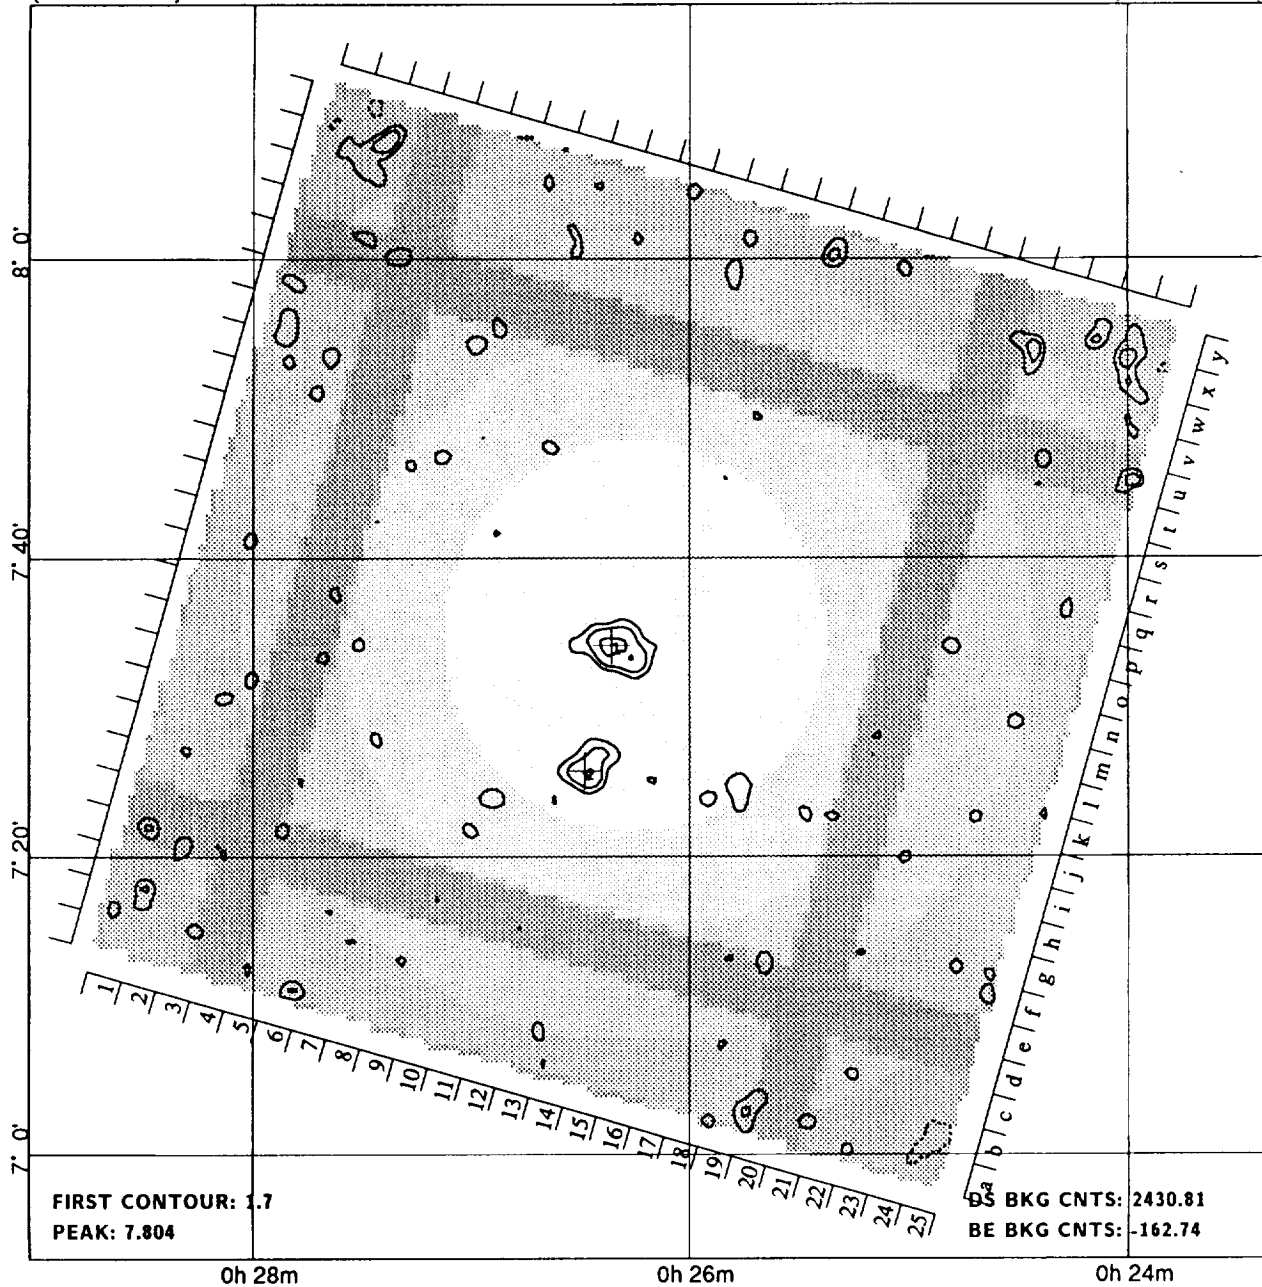 8° 0'
7° 40'
7° 20'
7° 0'
y
x
w
v
u
t
s
r
q
p
o
n
m
l
k
j
i
h
g
f
e
d
c
b
a
1 2 3 4 5 6 7 8 9 10 11 12 13 14 15 16 17 18 19 20 21 22 23 24 25
FIRST CONTOUR: 1.7
PEAK: 7.804
DS BKG CNTS: 2430.81
BE BKG CNTS: -162.74
0h 28m 0h 26m 0h 24m